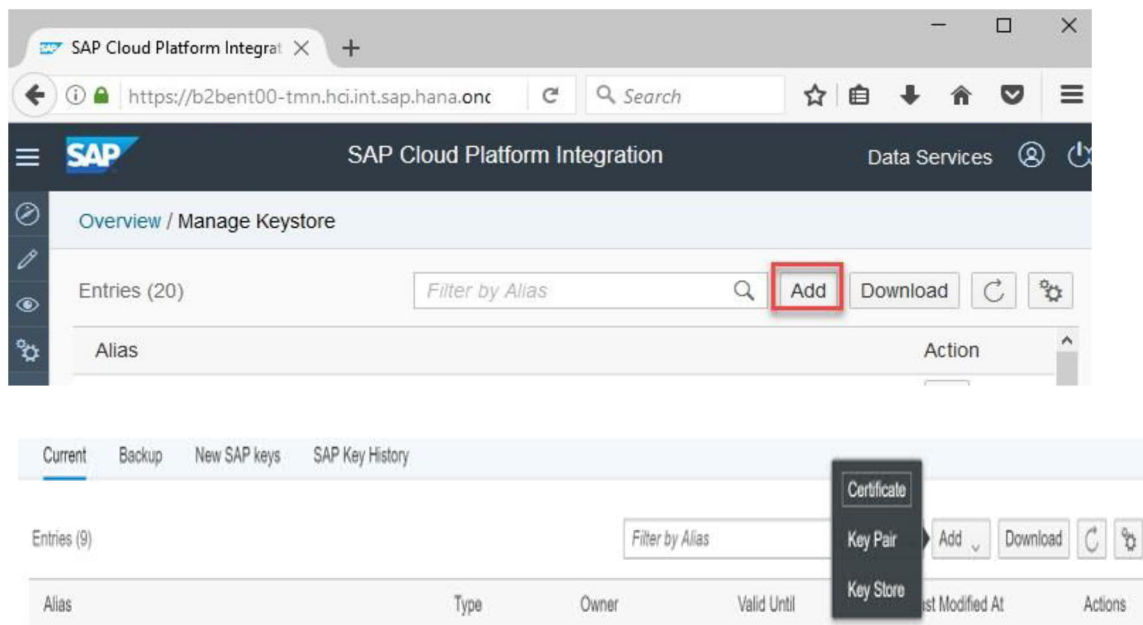 SAP Cloud Platform Integrat
https://b2bent00-tmn.hci.int.sap.hana.onc
Search
SAP
SAP Cloud Platform Integration
Data Services
Overview / Manage Keystore
Entries (20)
Filter by Alias
Add
Download
Alias
Action
Current
Backup
New SAP keys
SAP Key History
Certificate
Key Pair
Key Store
Entries (9)
Filter by Alias
Add
Download
Alias
Type
Owner
Valid Until
st Modified At
Actions